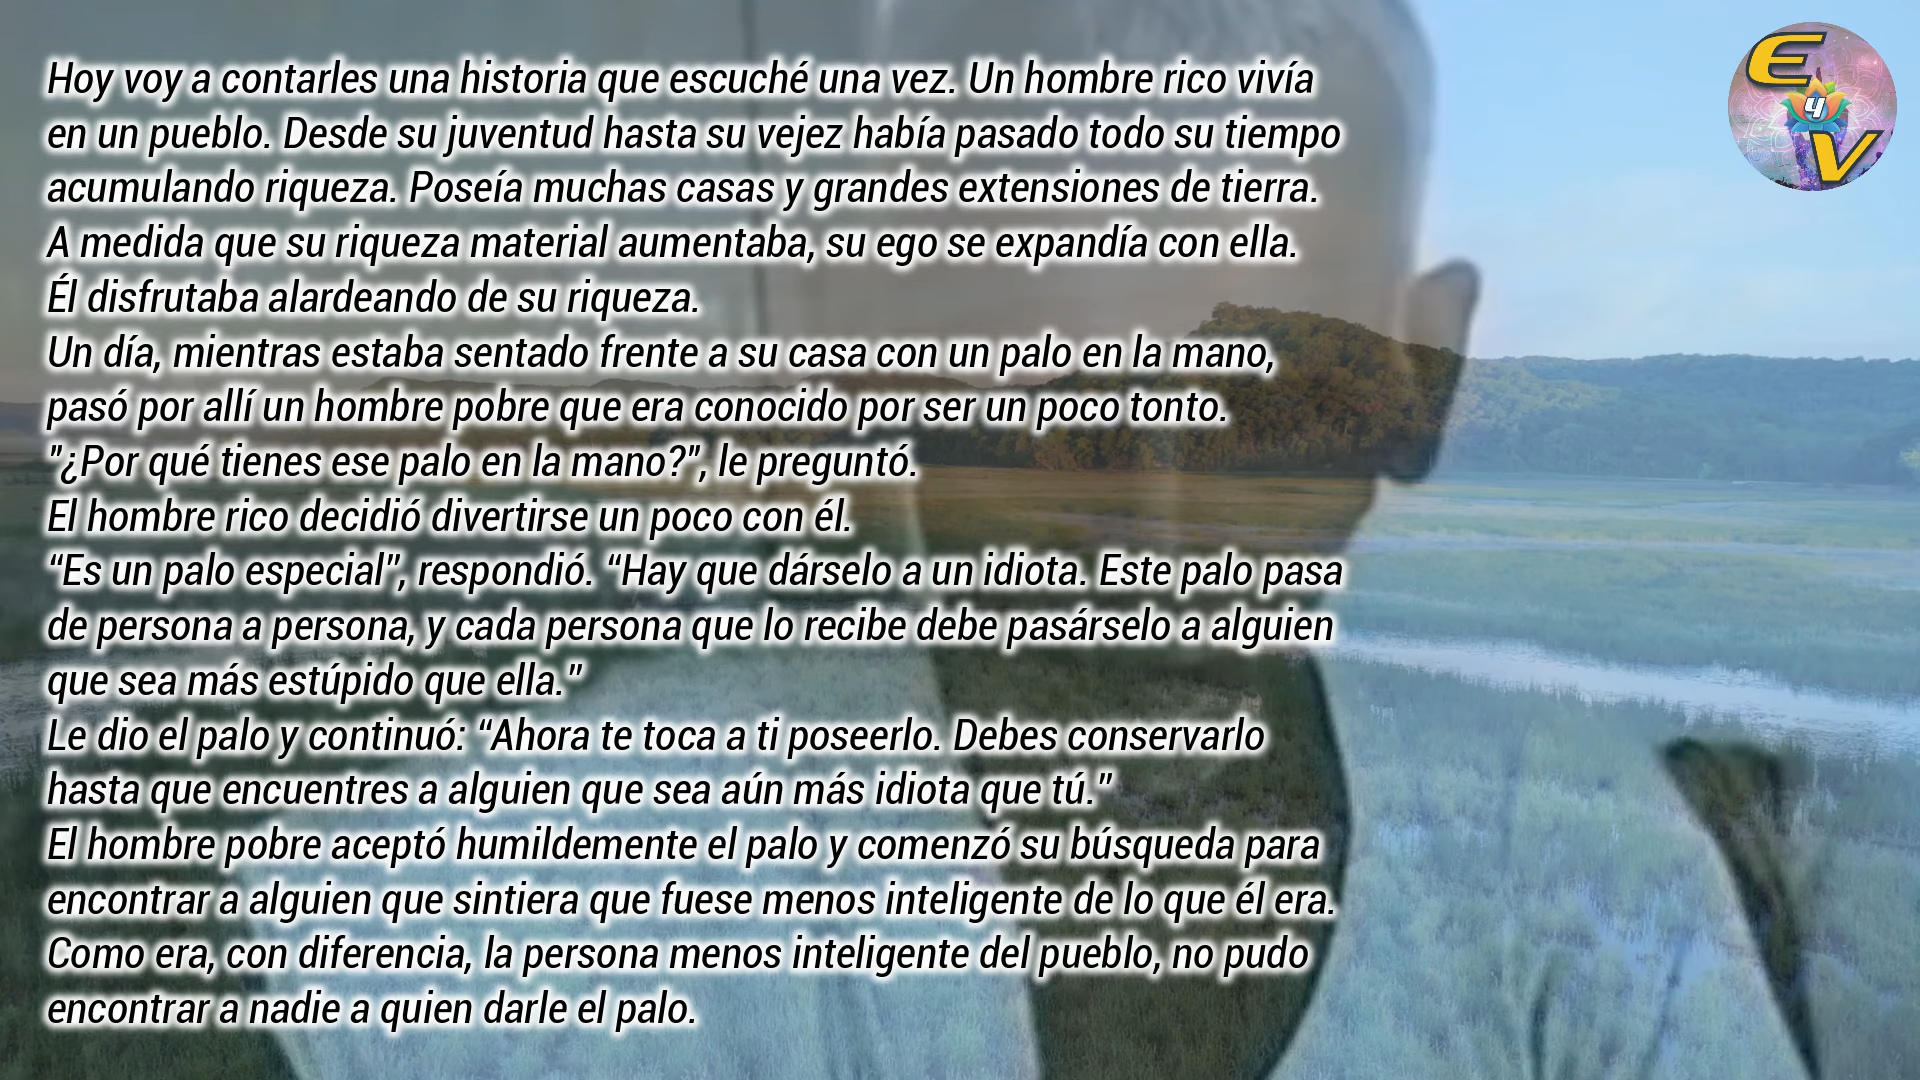 Hoy voy a contarles una historia que escuché una vez. Un hombre rico vivía
en un pueblo. Desde su juventud hasta su vejez había pasado todo su tiempo
acumulando riqueza. Poseía muchas casas y grandes extensiones de tierra.
A medida que su riqueza material aumentaba, su ego se expandía con ella.
Él disfrutaba alardeando de su riqueza.
Un día, mientras estaba sentado frente a su casa con un palo en la mano,
pasó por allí un hombre pobre que era conocido por ser un poco tonto.
"¿Por qué tienes ese palo en la mano?", le preguntó.
El hombre rico decidió divertirse un poco con él.
“Es un palo especial”, respondió. “Hay que dárselo a un idiota. Este palo pasa
de persona a persona, y cada persona que lo recibe debe pasárselo a alguien
que sea más estúpido que ella.”
Le dio el palo y continuó: “Ahora te toca a ti poseerlo. Debes conservarlo
hasta que encuentres a alguien que sea aún más idiota que tú.”
El hombre pobre aceptó humildemente el palo y comenzó su búsqueda para
encontrar a alguien que sintiera que fuese menos inteligente de lo que él era.
Como era, con diferencia, la persona menos inteligente del pueblo, no pudo
encontrar a nadie a quien darle el palo.
E
4
V